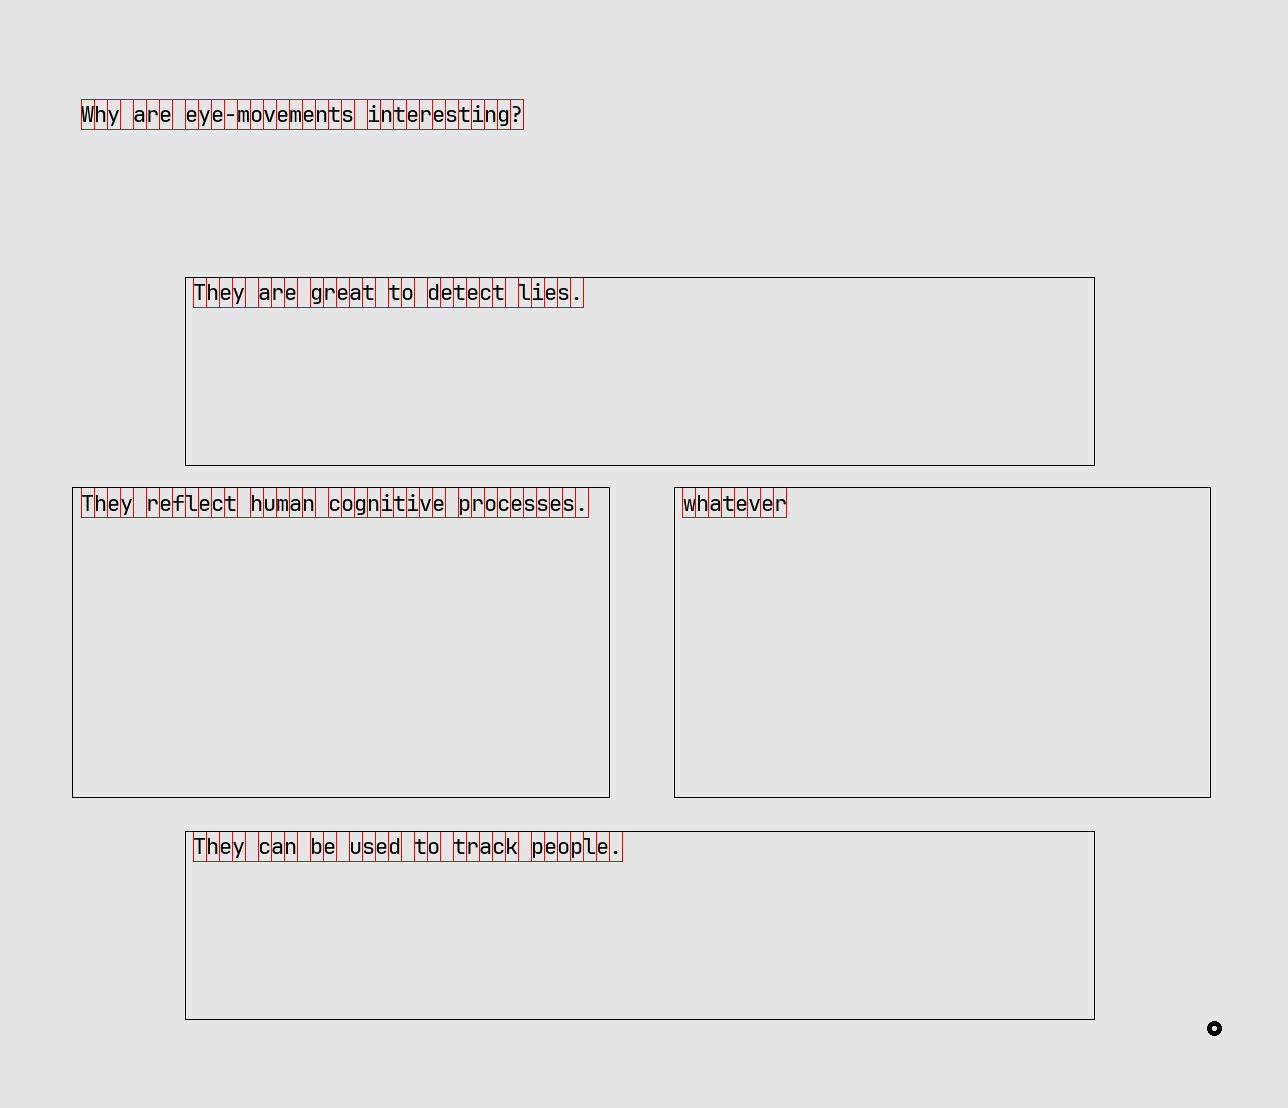 Why are eye-movements interesting?
They are great to detect lies.
They reflect human cognitive processes.
whatever
They can be used to track people.